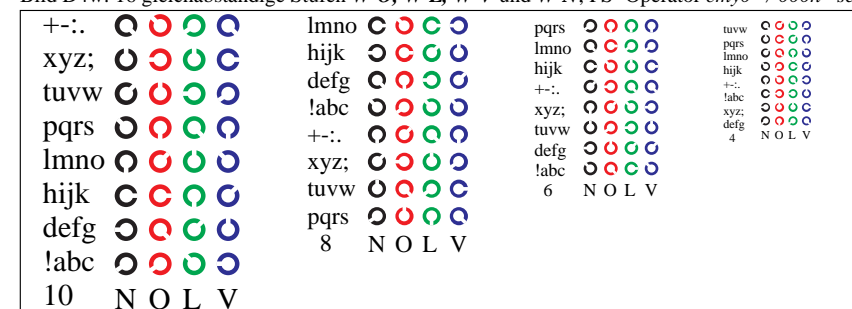 +-:.
xyz;
tuvw
pqrs
lmno
hijk
defg
!abc
10 N O L V
lmno
hijk
defg
!abc
+-:.
xyz;
tuvw
pqrs
8 N O L V
pqrs
lmno
hijk
+-:.
xyz;
tuvw
defg
!abc
6 N O L V
tuvw
pqrs
lmno
hijk
+-:.
!abc
xyz;
defg
4 N O L V